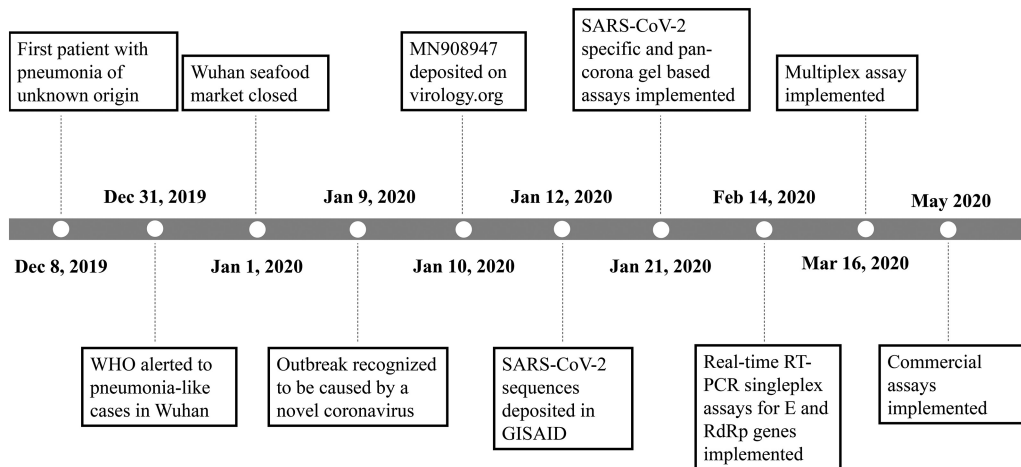 First patient with
pneumonia of
unknown origin
Wuhan seafood
market closed
MN908947
deposited on
virology.org
SARS-CoV-2
specific and pan-
corona gel based
assays implemented
Multiplex assay
implemented
Dec 31, 2019
Jan 9, 2020
Jan 12, 2020
Feb 14, 2020
May 2020
Dec 8, 2019
Jan 1, 2020
Jan 10, 2020
Jan 21, 2020
Mar 16, 2020
WHO alerted to
pneumonia-like
cases in Wuhan
Outbreak recognized
to be caused by a
novel coronavirus
SARS-CoV-2
sequences
deposited in
GISAID
Real-time RT-
PCR singleplex
assays for E and
RdRp genes
implemented
Commercial
assays
implemented